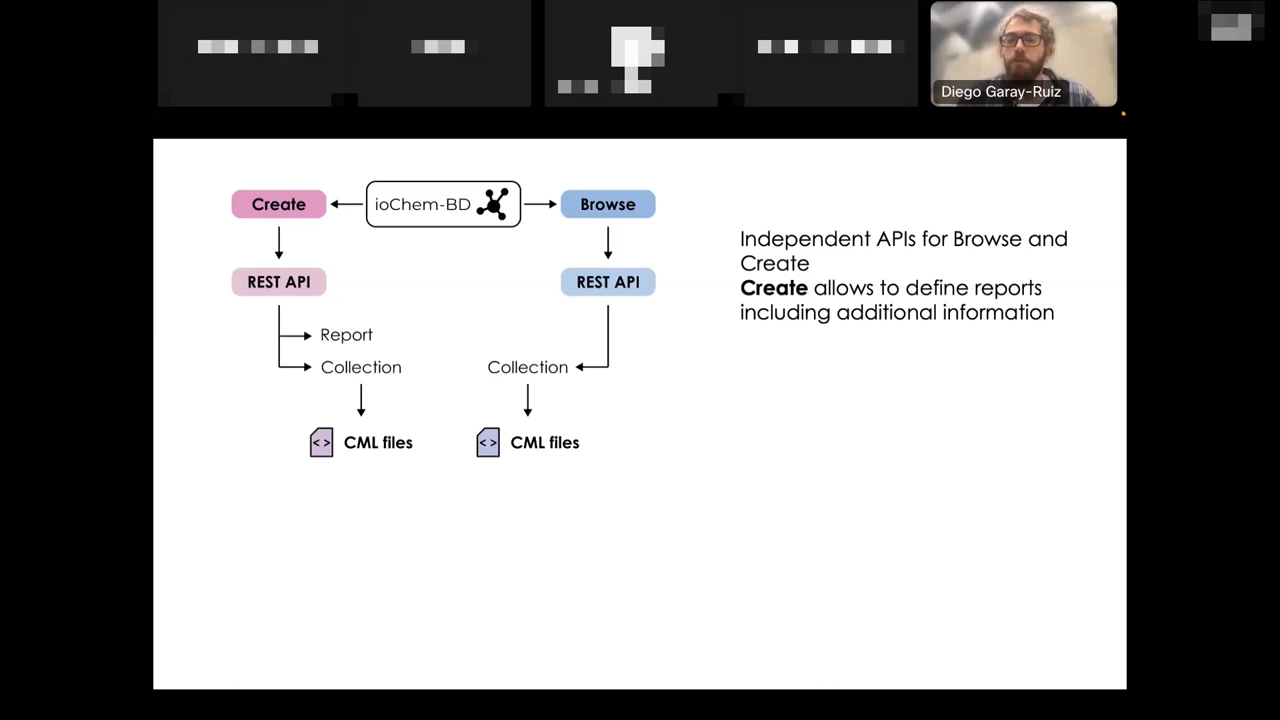 Diego Garay-Ruiz
Create
ioChem-BD
Browse
REST API
REST API
Report
Collection
Collection
CML files
CML files
Independent APIs for Browse and
Create
Create allows to define reports
including additional information